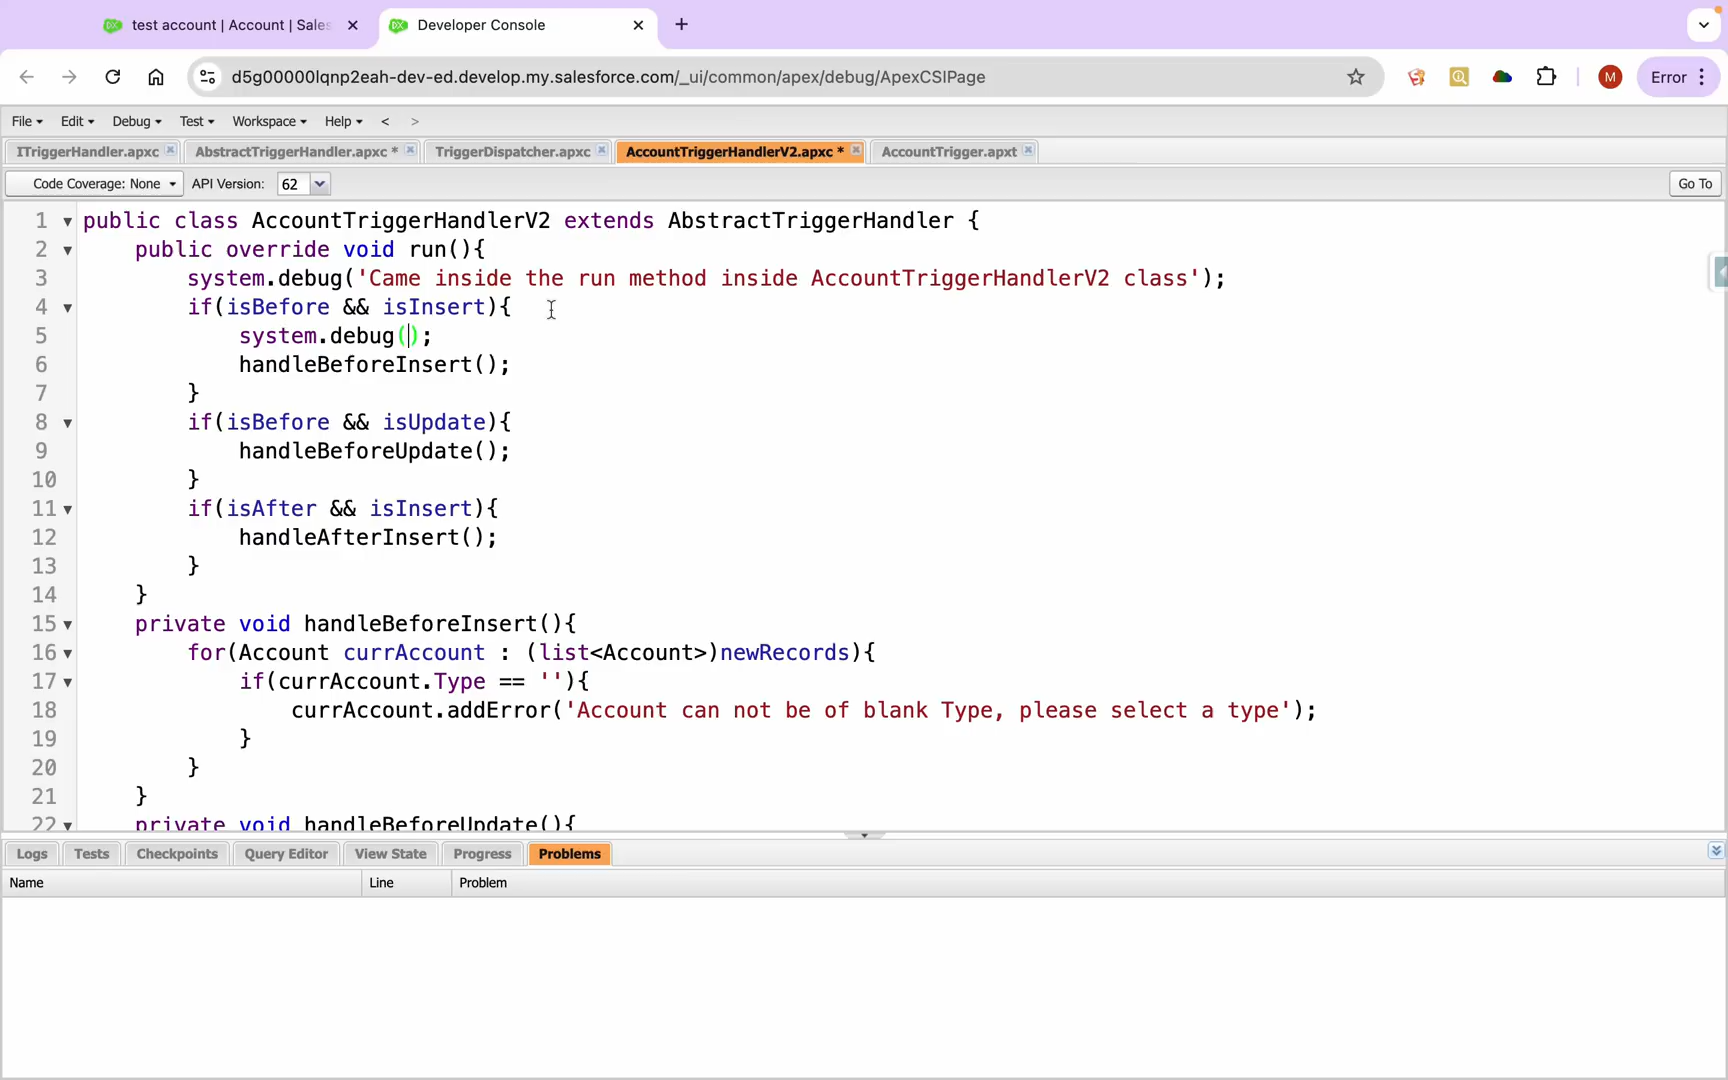 test account | Account | Sales
Developer Console
d5g00000lqnp2eah-dev-ed.develop.my.salesforce.com/_ui/common/apex/debug/ApexCSIPage
M
Error
File Edit Debug Test Workspace Help < >
ITriggerHandler.apxc AbstractTriggerHandler.apxc * TriggerDispatcher.apxc AccountTriggerHandlerV2.apxc * AccountTrigger.apxt
Code Coverage: None API Version: 62 Go To
1 public class AccountTriggerHandlerV2 extends AbstractTriggerHandler {
2 public override void run(){
3 system.debug('Came inside the run method inside AccountTriggerHandlerV2 class');
4 if(isBefore && isInsert){
5 system.debug();
6 handleBeforeInsert();
7 }
8 if(isBefore && isUpdate){
9 handleBeforeUpdate();
10 }
11 if(isAfter && isInsert){
12 handleAfterInsert();
13 }
14 }
15 private void handleBeforeInsert(){
16 for(Account currAccount : (list<Account>)newRecords){
17 if(currAccount.Type == ''){
18 currAccount.addError('Account can not be of blank Type, please select a type');
19 }
20 }
21 }
22 private void handleBeforeUpdate(){
Logs Tests Checkpoints Query Editor View State Progress Problems
Name Line Problem